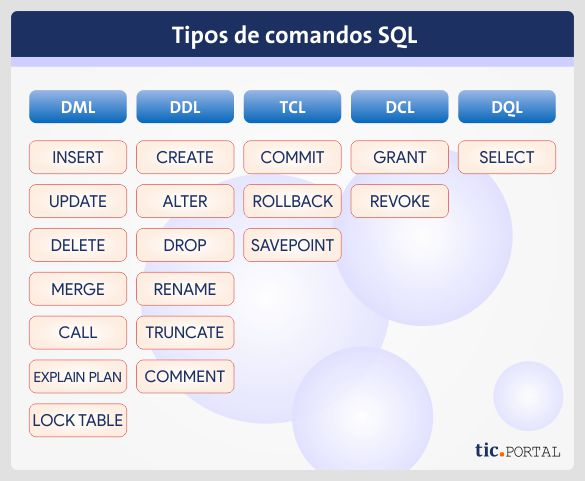 Tipos de comandos SQL
DML DDL TCL DCL DQL
INSERT CREATE COMMIT GRANT SELECT
UPDATE ALTER ROLLBACK REVOKE
DELETE DROP SAVEPOINT
MERGE RENAME
CALL TRUNCATE
EXPLAIN PLAN COMMENT
LOCK TABLE
tic.PORTAL